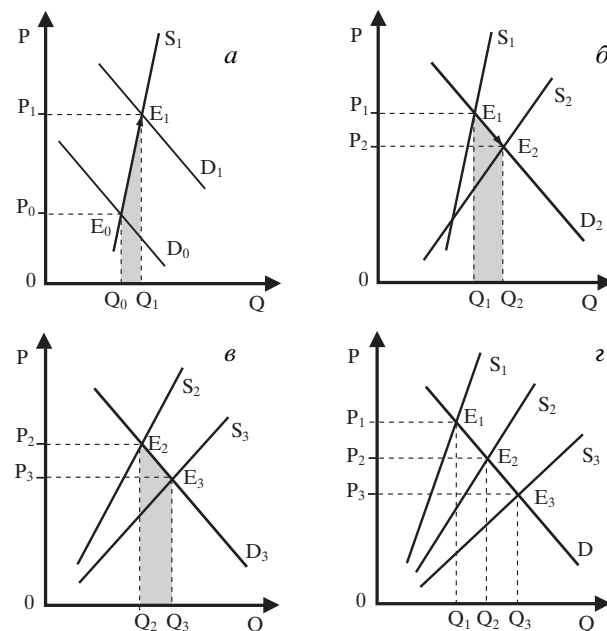 P
S₁
а
P₁
E₁
D₁
P₀
E₀
D₀
0
Q₀
Q₁
Q
P
S₁
б
S₂
P₁
E₁
P₂
E₂
D₂
0
Q₁
Q₂
Q
P
в
S₂
S₃
P₂
E₂
P₃
E₃
D₃
0
Q₂
Q₃
Q
P
S₁
г
S₂
S₃
P₁
E₁
P₂
E₂
P₃
E₃
D
0
Q₁
Q₂
Q₃
Q